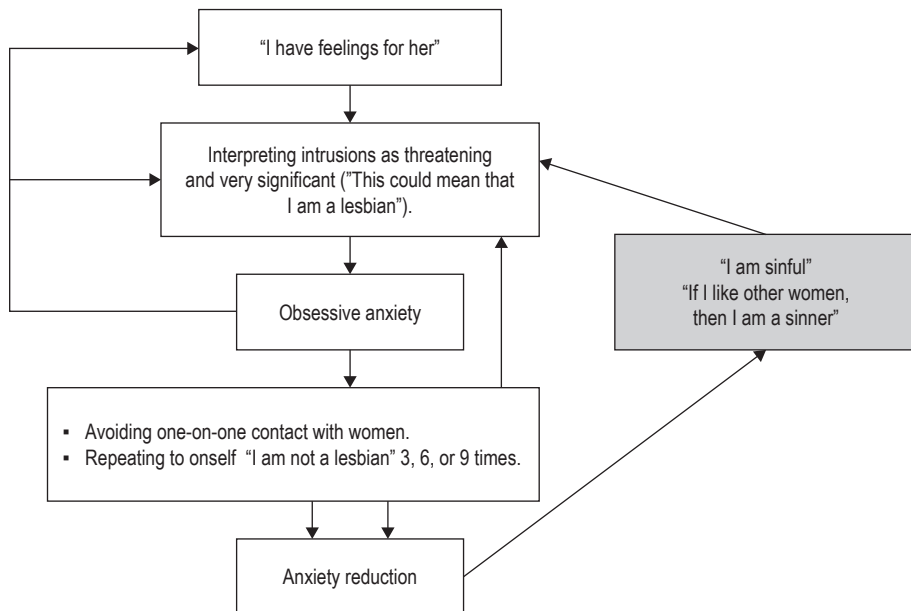 “I have feelings for her”
Interpreting intrusions as threatening
and very significant (”This could mean that
I am a lesbian”).
“I am sinful”
“If I like other women,
then I am a sinner”
Obsessive anxiety
▪ Avoiding one-on-one contact with women.
▪ Repeating to onself “I am not a lesbian” 3, 6, or 9 times.
Anxiety reduction